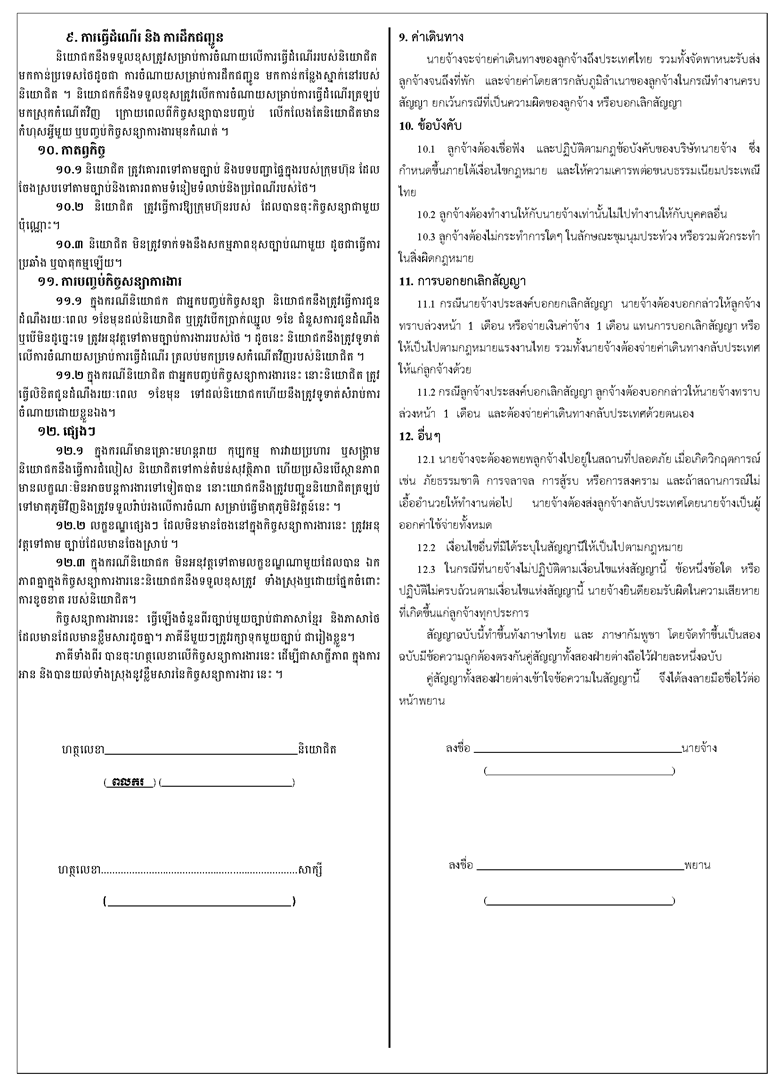 ៩. ការធ្វើដំណើរ និង ការដឹកជញ្ជូន
និយោជកនឹងទទួលខុសត្រូវសម្រាប់ការចំណាយលើការធ្វើដំណើររបស់និយោជិត
មកកាន់ប្រទេសថៃដូចជា ការចំណាយសម្រាប់ការដឹកជញ្ជូន មកកាន់កន្លែងស្នាក់នៅរបស់
និយោជិត ។ និយោជកក៏នឹងទទួលខុសត្រូវលើការចំណាយសម្រាប់ការធ្វើដំណើរត្រឡប់
មកស្រុកកំណើតវិញ ក្រោយពេលពីកិច្ចសន្យាបានបញ្ចប់ លើកលែងតែនិយោជិតមាន
កំហុសអ្វីមួយ ឬបញ្ចប់កិច្ចសន្យាការងារមុនកំណត់ ។
១០. កាតព្វកិច្ច
១០.១ និយោជិត ត្រូវគោរពទៅតាមច្បាប់ និងបទបញ្ជាផ្ទៃក្នុងរបស់ក្រុមហ៊ុន ដែល
ចែងស្របទៅតាមច្បាប់និងគោរពតាមទំនៀមទំលាប់និងប្រពៃណីរបស់ថៃ។
១០.២ និយោជិត ត្រូវធ្វើការឱ្យក្រុមហ៊ុនរបស់ ដែលបានចុះកិច្ចសន្យាជាមួយ
ប៉ុណ្ណោះ។
១០.៣ និយោជិត មិនត្រូវទាក់ទងនឹងសកម្មភាពខុសច្បាប់ណាមួយ ដូចជាធ្វើការ
ប្រឆាំង ឬបាតុកម្មឡើយ។
១១. ការបញ្ចប់កិច្ចសន្យាការងារ
១១.១ ក្នុងករណីនិយោជក ជាអ្នកបញ្ចប់កិច្ចសន្យា និយោជកនឹងត្រូវធ្វើការជូន
ដំណឹងរយៈពេល ១ខែមុនដល់និយោជិត ឬត្រូវបើកប្រាក់ឈ្នួល ១ខែ ជំនួសការជូនដំណឹង
ឬបើមិនដូច្នេះទេ ត្រូវអនុវត្តទៅតាមច្បាប់ការងាររបស់ថៃ ។ ដូចនេះ និយោជកនឹងត្រូវទូទាត់
លើការចំណាយសម្រាប់ការធ្វើដំណើរ ត្រលប់មកប្រទេសកំណើតវិញរបស់និយោជិត ។
១១.២ ក្នុងករណីនិយោជិត ជាអ្នកបញ្ចប់កិច្ចសន្យាការងារនេះ នោះនិយោជិត ត្រូវ
ធ្វើលិខិតជូនដំណឹងរយៈពេល ១ខែមុន ទៅដល់និយោជកហើយនឹងត្រូវទូទាត់សំរាប់ការ
ចំណាយដោយខ្លួនឯង។
១២. ផ្សេងៗ
១២.១ ក្នុងករណីមានគ្រោះមហន្តរាយ កុប្បកម្ម ការវាយប្រហារ ឬសង្គ្រាម
និយោជកនឹងធ្វើការជំលៀស និយោជិតទៅកាន់តំបន់សុវត្ថិភាព ហើយប្រសិនបើស្ថានភាព
មានលក្ខណៈមិនអាចបន្តការងារទៅទៀតបាន នោះយោជកនឹងត្រូវបញ្ជូននិយោជិតត្រឡប់
ទៅមាតុភូមិវិញនិងត្រូវទទួលរ៉ាប់រងលើការចំណា សម្រាប់ធ្វើមាតុភូមិនិវត្តន៍នេះ ។
១២.២ លក្ខខណ្ឌផ្សេងៗ ដែលមិនមានចែងនៅក្នុងកិច្ចសន្យាការងារនេះ ត្រូវអនុ
វត្តទៅតាម ច្បាប់ដែលមានចែងស្រាប់ ។
១២.៣ ក្នុងករណីនិយោជក មិនអនុវត្តទៅតាមលក្ខខណ្ឌណាមួយដែលបាន ឯក
ភាពគ្នាក្នុងកិច្ចសន្យាការងារនេះនិយោជកនឹងទទួលខុសត្រូវ ទាំងស្រុងឬដោយផ្នែកចំពោះ
ការខូចខាត របស់និយោជិត។
កិច្ចសន្យាការងារនេះ ធ្វើឡើងចំនួនពីរច្បាប់មួយច្បាប់ជាភាសាខ្មែរ និងភាសាថៃ
ដែលមានដែលមានខ្លឹមសារដូចគ្នា។ ភាគីនីមួយៗត្រូវរក្សាទុកមួយច្បាប់ ជារៀងខ្លួន។
ភាគីទាំងពីរ បានចុះហត្ថលេខាលើកិច្ចសន្យាការងារនេះ ដើម្បីជាសាក្ខីភាព ក្នុងការ
អាន និងបានយល់ទាំងស្រុងនូវខ្លឹមសារនៃកិច្ចសន្យាការងារ នេះ ។
ហត្ថលេខា____________________និយោជិត
( ពលករ ) (____________________)
ហត្ថលេខា......................................................................សាក្សី
(____________________)
9. ค่าเดินทาง
นายจ้างจะจ่ายค่าเดินทางของลูกจ้างถึงประเทศไทย รวมทั้งจัดพาหนะรับส่ง
ลูกจ้างจนถึงที่พัก และจ่ายค่าโดยสารกลับภูมิลำเนาของลูกจ้างในกรณีทำงานครบ
สัญญา ยกเว้นกรณีที่เป็นความผิดของลูกจ้าง หรือบอกเลิกสัญญา
10. ข้อบังคับ
10.1 ลูกจ้างต้องเชื่อฟัง และปฏิบัติตามกฎข้อบังคับของบริษัทนายจ้าง ซึ่ง
กำหนดขึ้นภายใต้เงื่อนไขกฎหมาย และให้ความเคารพต่อขนบธรรมเนียมประเพณี
ไทย
10.2 ลูกจ้างต้องทำงานให้กับนายจ้างเท่านั้นไม่ไปทำงานให้กับบุคคลอื่น
10.3 ลูกจ้างต้องไม่กระทำการใดๆ ในลักษณะชุมนุมประท้วง หรือรวมตัวกระทำ
ในสิ่งผิดกฎหมาย
11. การบอกยกเลิกสัญญา
11.1 กรณีนายจ้างประสงค์บอกยกเลิกสัญญา นายจ้างต้องบอกกล่าวให้ลูกจ้าง
ทราบล่วงหน้า 1 เดือน หรือจ่ายเงินค่าจ้าง 1 เดือน แทนการบอกเลิกสัญญา หรือ
ให้เป็นไปตามกฎหมายแรงงานไทย รวมทั้งนายจ้างต้องจ่ายค่าเดินทางกลับประเทศ
ให้แก่ลูกจ้างด้วย
11.2 กรณีลูกจ้างประสงค์บอกเลิกสัญญา ลูกจ้างต้องบอกกล่าวให้นายจ้างทราบ
ล่วงหน้า 1 เดือน และต้องจ่ายค่าเดินทางกลับประเทศด้วยตนเอง
12. อื่นๆ
12.1 นายจ้างจะต้องอพยพลูกจ้างไปอยู่ในสถานที่ปลอดภัย เมื่อเกิดวิกฤตการณ์
เช่น ภัยธรรมชาติ การจลาจล การสู้รบ หรือการสงคราม และถ้าสถานการณ์ไม่
เอื้ออำนวยให้ทำงานต่อไป นายจ้างต้องส่งลูกจ้างกลับประเทศโดยนายจ้างเป็นผู้
ออกค่าใช้จ่ายทั้งหมด
12.2 เงื่อนไขอื่นที่มิได้ระบุในสัญญานี้ให้เป็นไปตามกฎหมาย
12.3 ในกรณีที่นายจ้างไม่ปฏิบัติตามเงื่อนไขแห่งสัญญานี้ ข้อหนึ่งข้อใด หรือ
ปฏิบัติไม่ครบถ้วนตามเงื่อนไขแห่งสัญญานี้ นายจ้างยินดียอมรับผิดในความเสียหาย
ที่เกิดขึ้นแก่ลูกจ้างทุกประการ
สัญญาฉบับนี้ทำขึ้นทั้งภาษาไทย และ ภาษากัมพูชา โดยจัดทำขึ้นเป็นสอง
ฉบับมีข้อความถูกต้องตรงกันคู่สัญญาทั้งสองฝ่ายต่างถือไว้ฝ่ายละหนึ่งฉบับ
คู่สัญญาทั้งสองฝ่ายต่างเข้าใจข้อความในสัญญานี้ จึงได้ลงลายมือชื่อไว้ต่อ
หน้าพยาน
ลงชื่อ ____________________นายจ้าง
(____________________)
ลงชื่อ ____________________พยาน
(____________________)